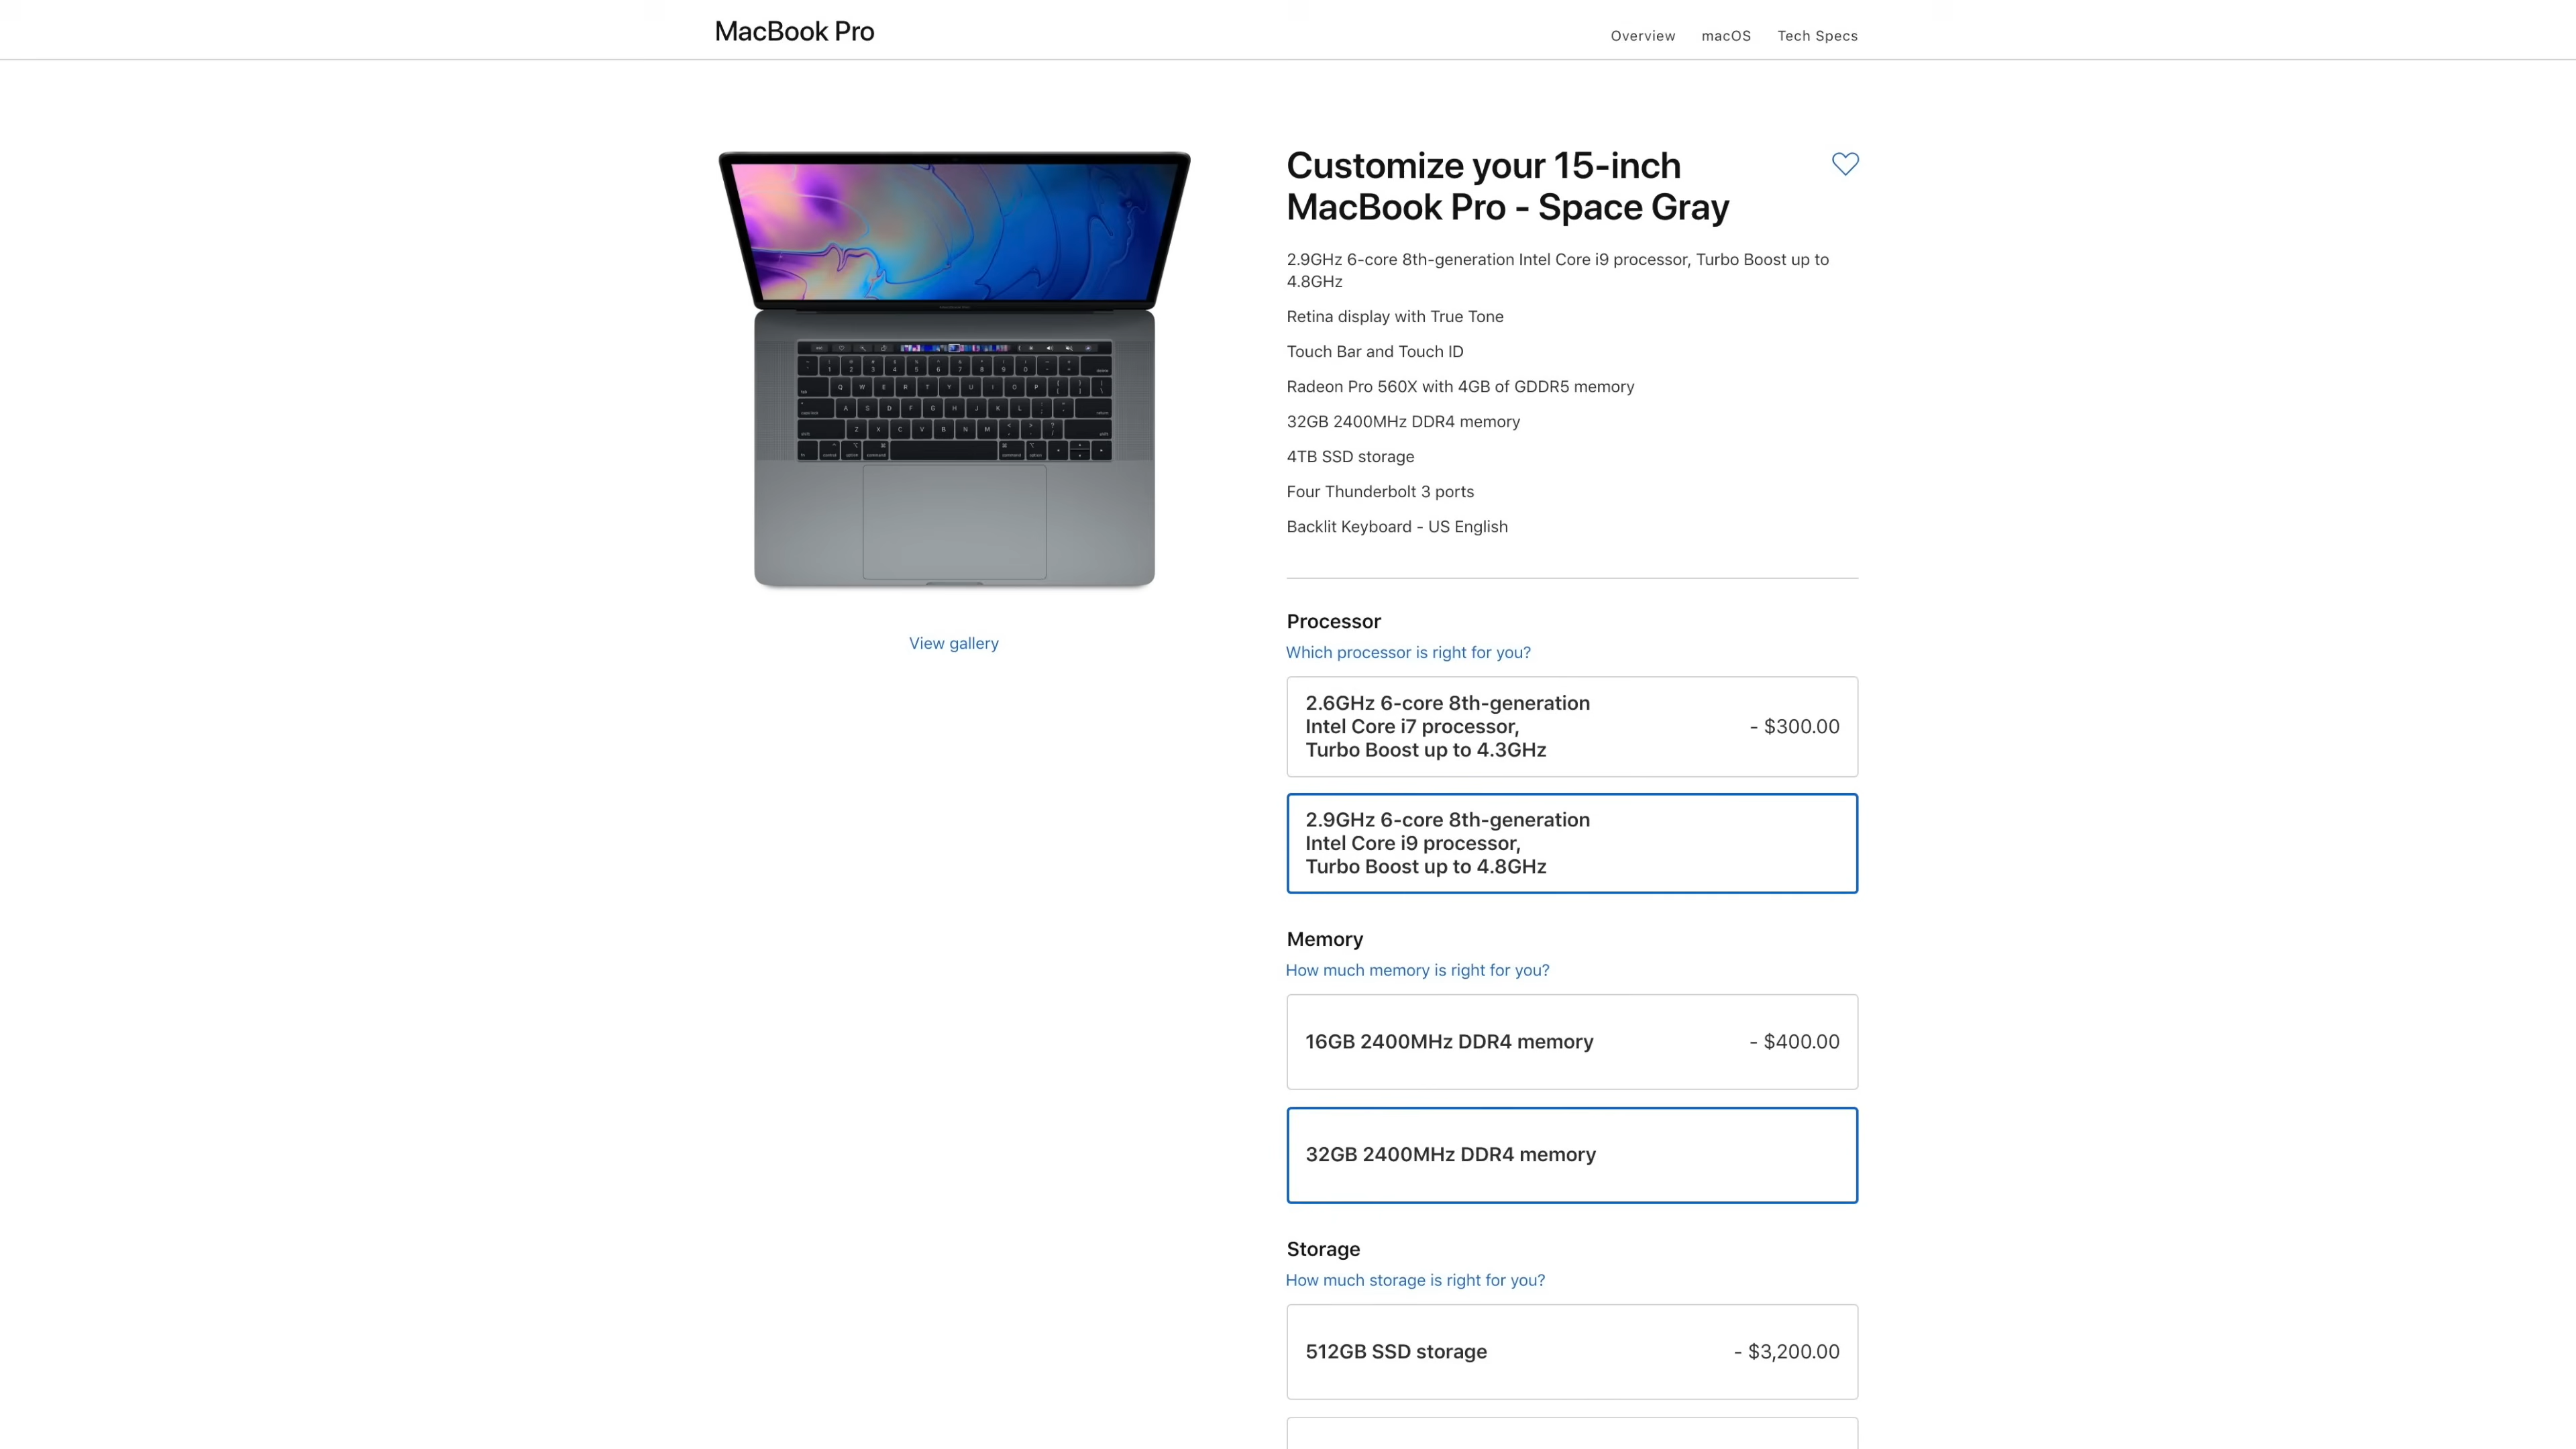 MacBook Pro
Overview macOS Tech Specs
Customize your 15-inch
MacBook Pro - Space Gray
2.9GHz 6-core 8th-generation Intel Core i9 processor, Turbo Boost up to
4.8GHz
Retina display with True Tone
Touch Bar and Touch ID
Radeon Pro 560X with 4GB of GDDR5 memory
32GB 2400MHz DDR4 memory
4TB SSD storage
Four Thunderbolt 3 ports
Backlit Keyboard - US English
View gallery
Processor
Which processor is right for you?
2.6GHz 6-core 8th-generation
Intel Core i7 processor,
Turbo Boost up to 4.3GHz
- $300.00
2.9GHz 6-core 8th-generation
Intel Core i9 processor,
Turbo Boost up to 4.8GHz
Memory
How much memory is right for you?
16GB 2400MHz DDR4 memory - $400.00
32GB 2400MHz DDR4 memory
Storage
How much storage is right for you?
512GB SSD storage - $3,200.00